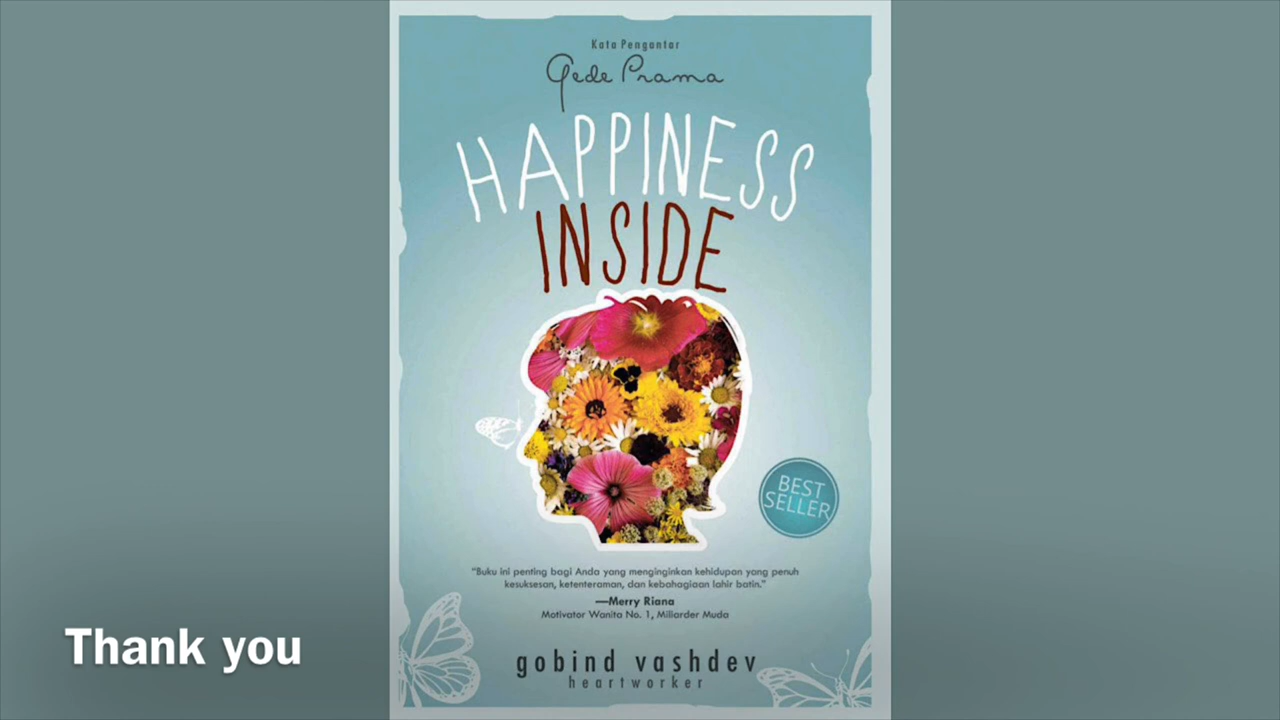 Kata Pengantar
Gede Prama
HAPPINESS
INSIDE
BEST
SELLER
"Buku ini penting bagi Anda yang menginginkan kehidupan yang penuh
kesuksesan, ketenteraman, dan kebahagiaan lahir batin."
—Merry Riana
Motivator Wanita No. 1, Miliarder Muda
gobind vashdev
heartworker
Thank you